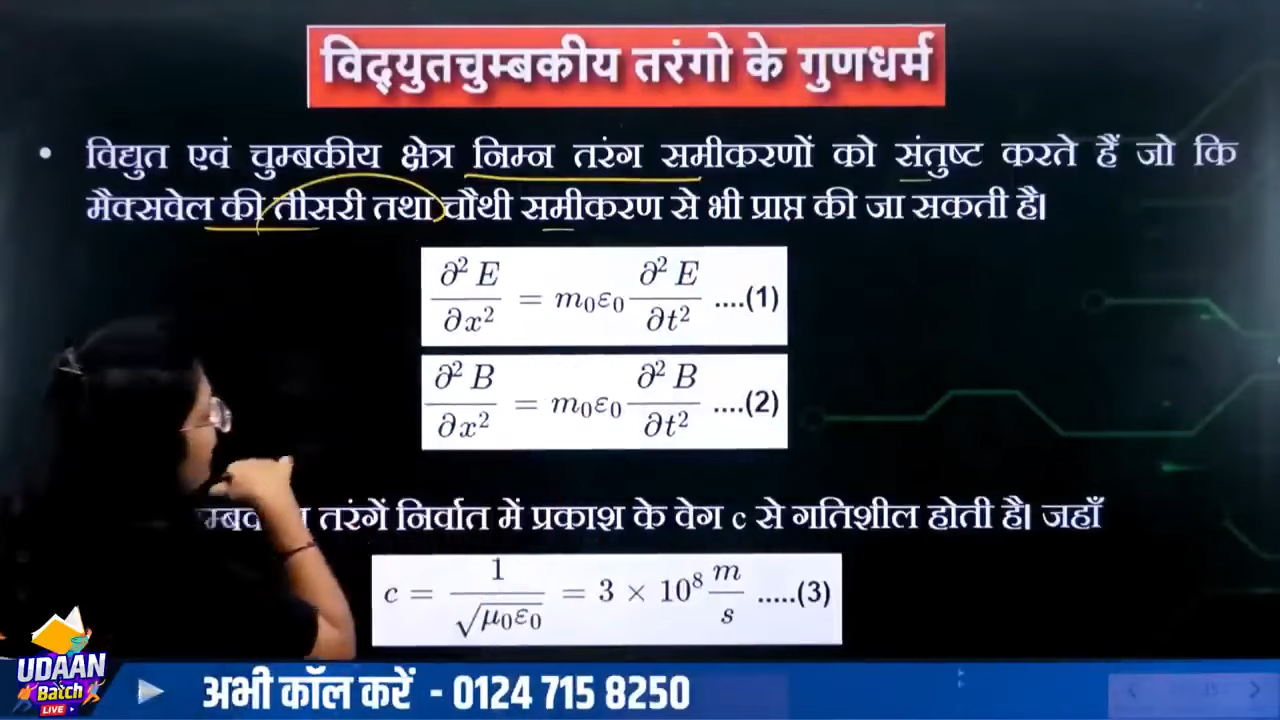 विद्युतचुम्बकीय तरंगो के गुणधर्म
• विद्युत एवं चुम्बकीय क्षेत्र निम्न तरंग समीकरणों को संतुष्ट करते हैं जो कि
मैक्सवेल की तीसरी तथा चौथी समीकरण से भी प्राप्त की जा सकती है।
∂²E/∂x² = m₀ε₀ ∂²E/∂t² ....(1)
∂²B/∂x² = m₀ε₀ ∂²B/∂t² ....(2)
तरंगें निर्वात में प्रकाश के वेग c से गतिशील होती है। जहाँ
c = 1/√μ₀ε₀ = 3 × 10⁸ m/s .....(3)
UDAAN
Batch
LIVE
अभी कॉल करें - 0124 715 8250